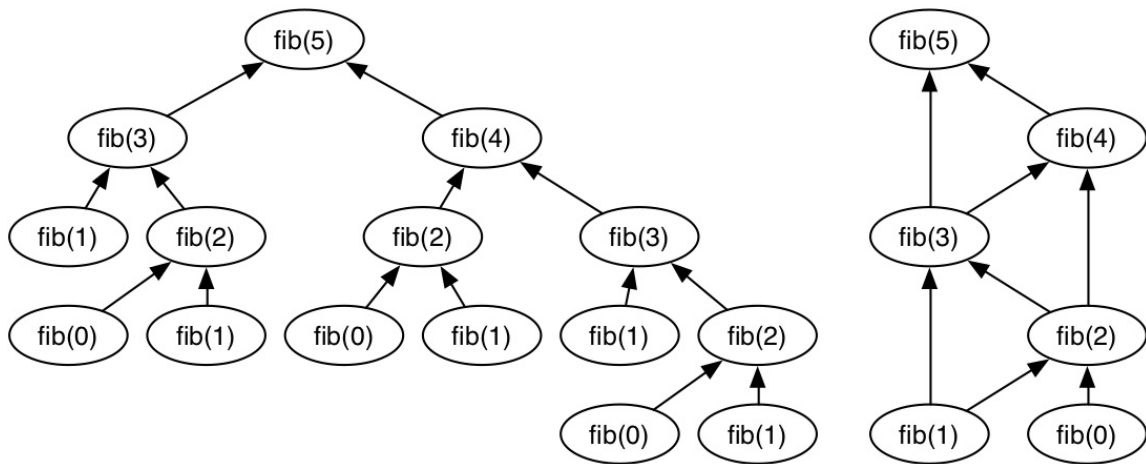 fib(5) fib(5)
fib(3) fib(4) fib(4)
fib(1) fib(2) fib(2) fib(3) fib(3)
fib(0) fib(1) fib(0) fib(1) fib(1) fib(2) fib(2)
fib(0) fib(1) fib(1) fib(0)